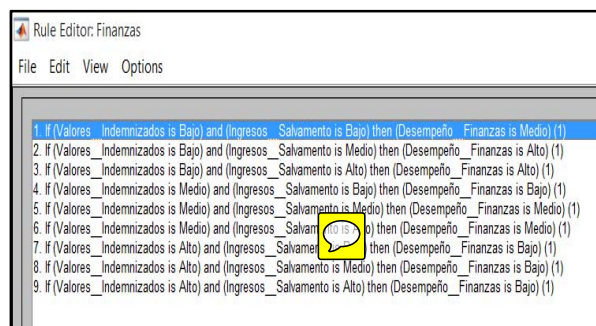 Rule Editor: Finanzas
File Edit View Options
1. If (Valores__Indemnizados is Bajo) and (Ingresos__Salvamento is Bajo) then (Desempeño__Finanzas is Medio) (1)
2. If (Valores__Indemnizados is Bajo) and (Ingresos__Salvamento is Medio) then (Desempeño__Finanzas is Alto) (1)
3. If (Valores__Indemnizados is Bajo) and (Ingresos__Salvamento is Alto) then (Desempeño__Finanzas is Alto) (1)
4. If (Valores__Indemnizados is Medio) and (Ingresos__Salvamento is Bajo) then (Desempeño__Finanzas is Bajo) (1)
5. If (Valores__Indemnizados is Medio) and (Ingresos__Salvamento is Medio) then (Desempeño__Finanzas is Medio) (1)
6. If (Valores__Indemnizados is Medio) and (Ingresos__Salvamento is Alto) then (Desempeño__Finanzas is Medio) (1)
7. If (Valores__Indemnizados is Alto) and (Ingresos then (Desempeño__Finanzas is Bajo) (1)
8. If (Valores__Indemnizados is Alto) and (Ingresos__Salvamento is Medio) then (Desempeño__Finanzas is Bajo) (1)
9. If (Valores__Indemnizados is Alto) and (Ingresos__Salvamento is Alto) then (Desempeño__Finanzas is Bajo) (1)